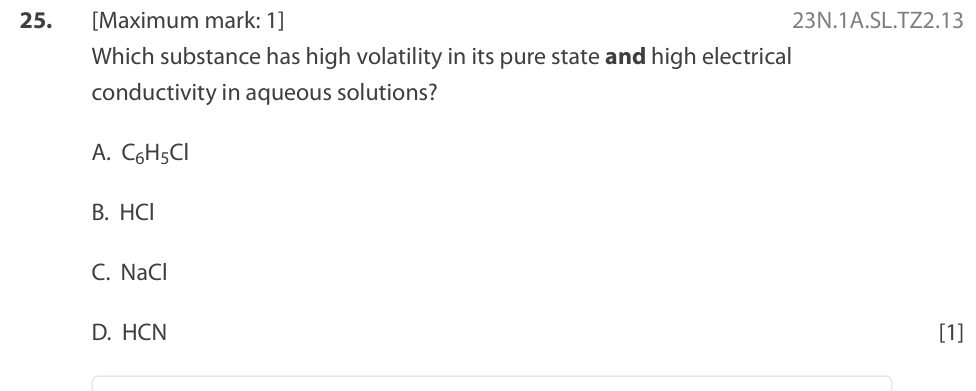 25. [Maximum mark: 1] 23N.1A.SL.TZ2.13
Which substance has high volatility in its pure state and high electrical
conductivity in aqueous solutions?
A. C₆H₅Cl
B. HCl
C. NaCl
D. HCN [1]